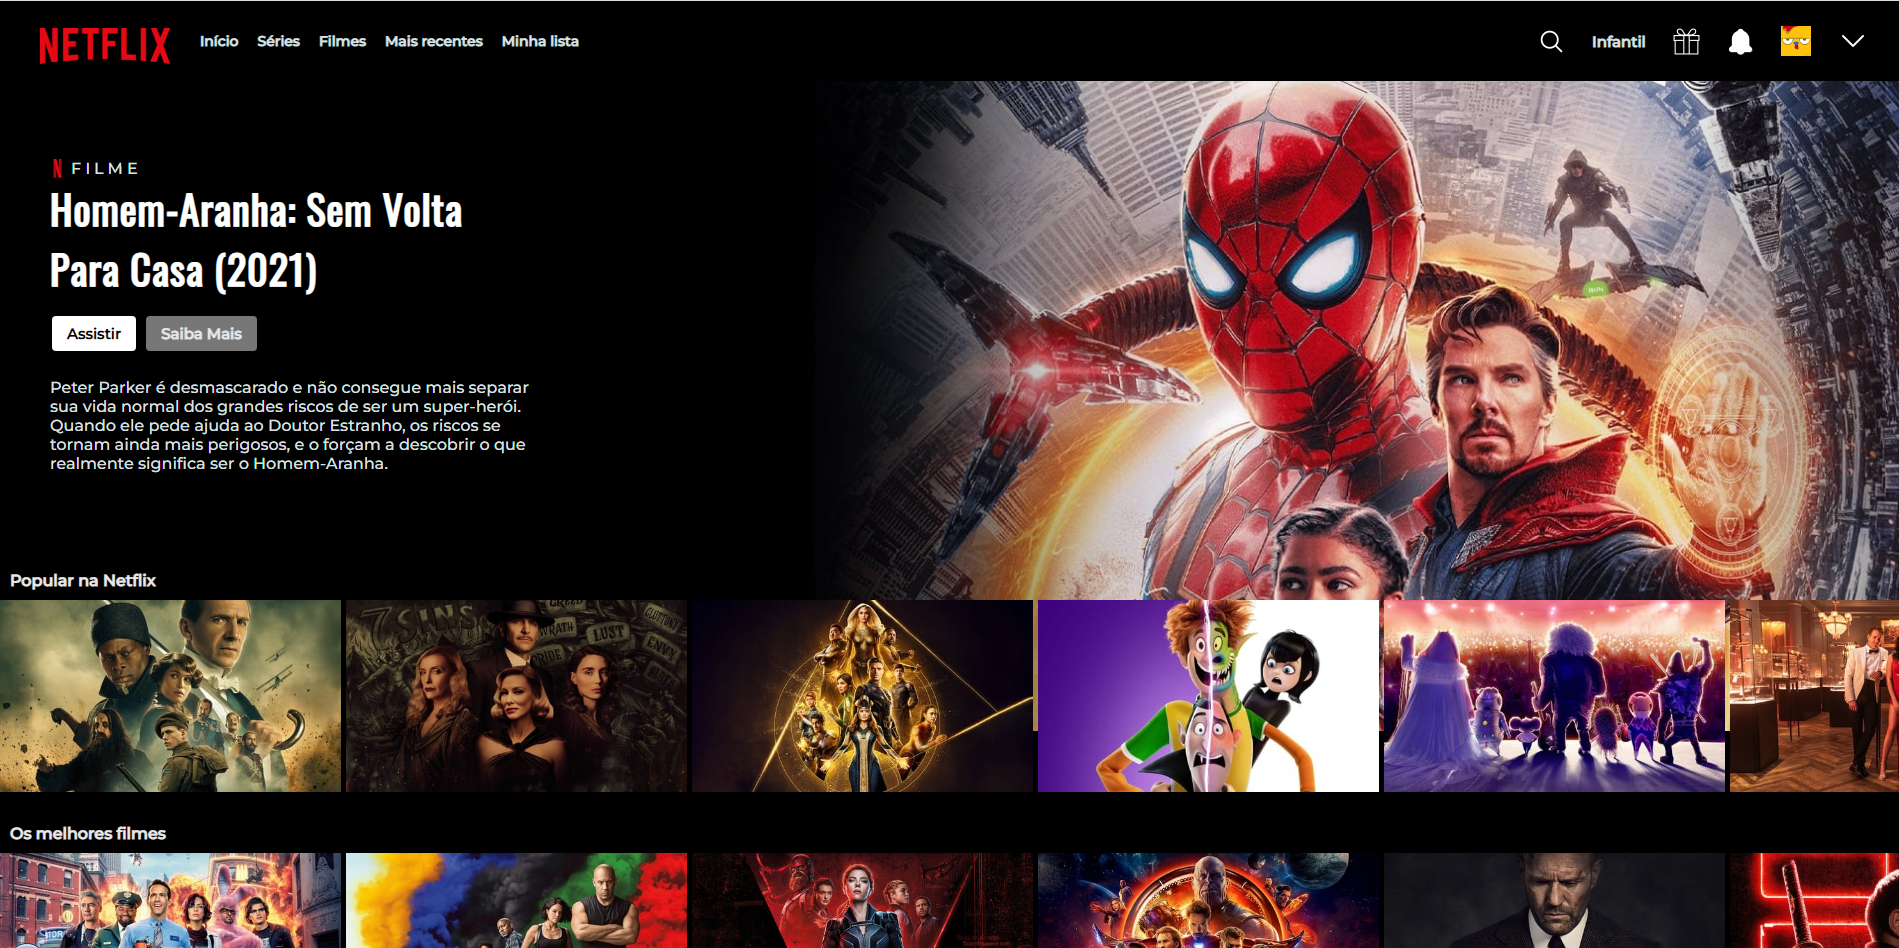 NETFLIX
Início Séries Filmes Mais recentes Minha lista
Infantil
N FILME
Homem-Aranha: Sem Volta
Para Casa (2021)
Assistir Saiba Mais
Peter Parker é desmascarado e não consegue mais separar
sua vida normal dos grandes riscos de ser um super-herói.
Quando ele pede ajuda ao Doutor Estranho, os riscos se
tornam ainda mais perigosos, e o forçam a descobrir o que
realmente significa ser o Homem-Aranha.
Popular na Netflix
7 SINS
GREED
WRATH
LUST
GLUTTONY
ENVY
PRIDE
Os melhores filmes